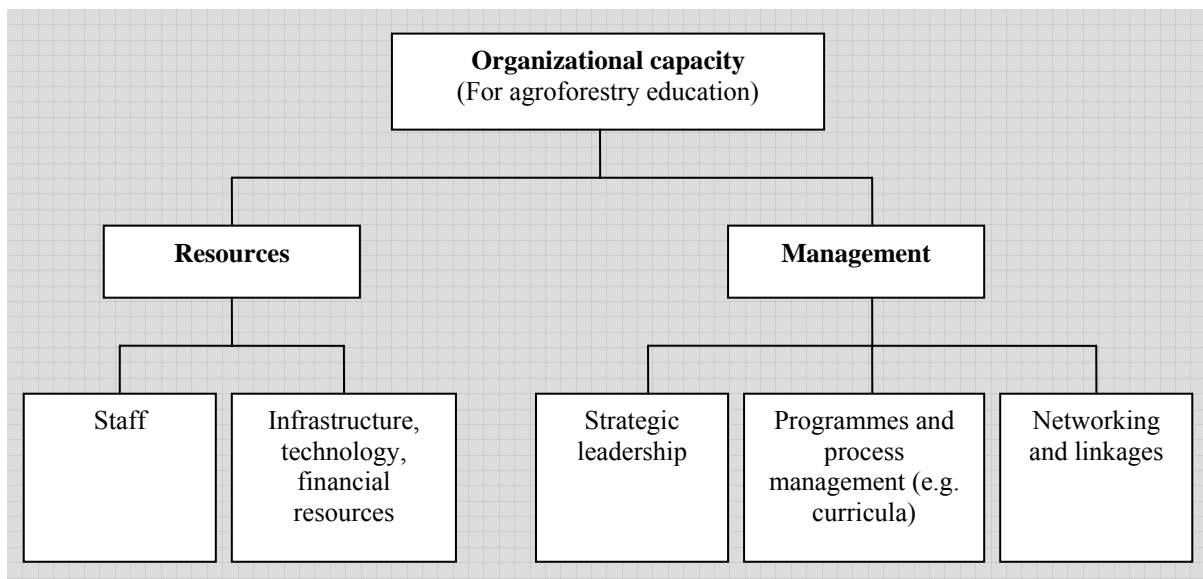 Organizational capacity
(For agroforestry education)
Resources
Management
Staff
Infrastructure,
technology,
financial
resources
Strategic
leadership
Programmes and
process
management (e.g.
curricula)
Networking
and linkages